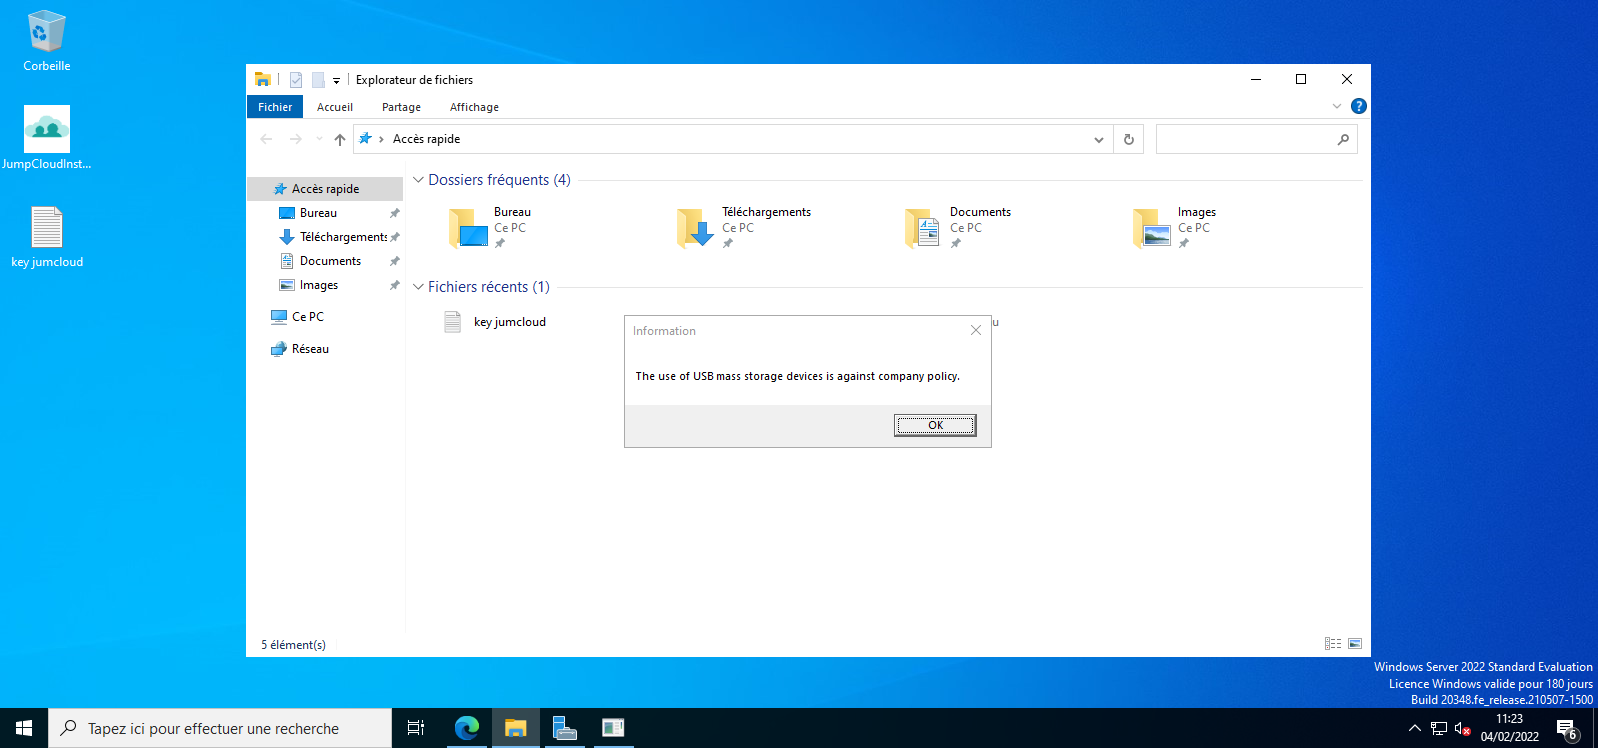 Corbeille
JumpCloudInst...
key jumcloud
Explorateur de fichiers
Fichier
Accueil
Partage
Affichage
Accès rapide
Accès rapide
Bureau
Téléchargements
Documents
Images
Ce PC
Réseau
Dossiers fréquents (4)
Bureau
Ce PC
Téléchargements
Ce PC
Documents
Ce PC
Images
Ce PC
Fichiers récents (1)
key jumcloud
u
Information
The use of USB mass storage devices is against company policy.
OK
5 élément(s)
Windows Server 2022 Standard Evaluation
Licence Windows valide pour 180 jours
Build 20348.fe_release.210507-1500
Tapez ici pour effectuer une recherche
11:23
04/02/2022
6